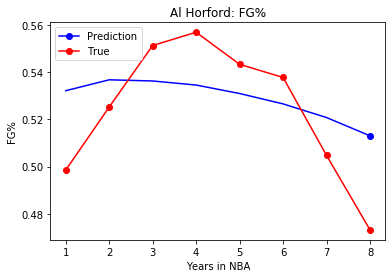 Al Horford: FG%
Prediction
True
FG%
0.56
0.54
0.52
0.50
0.48
1 2 3 4 5 6 7 8
Years in NBA